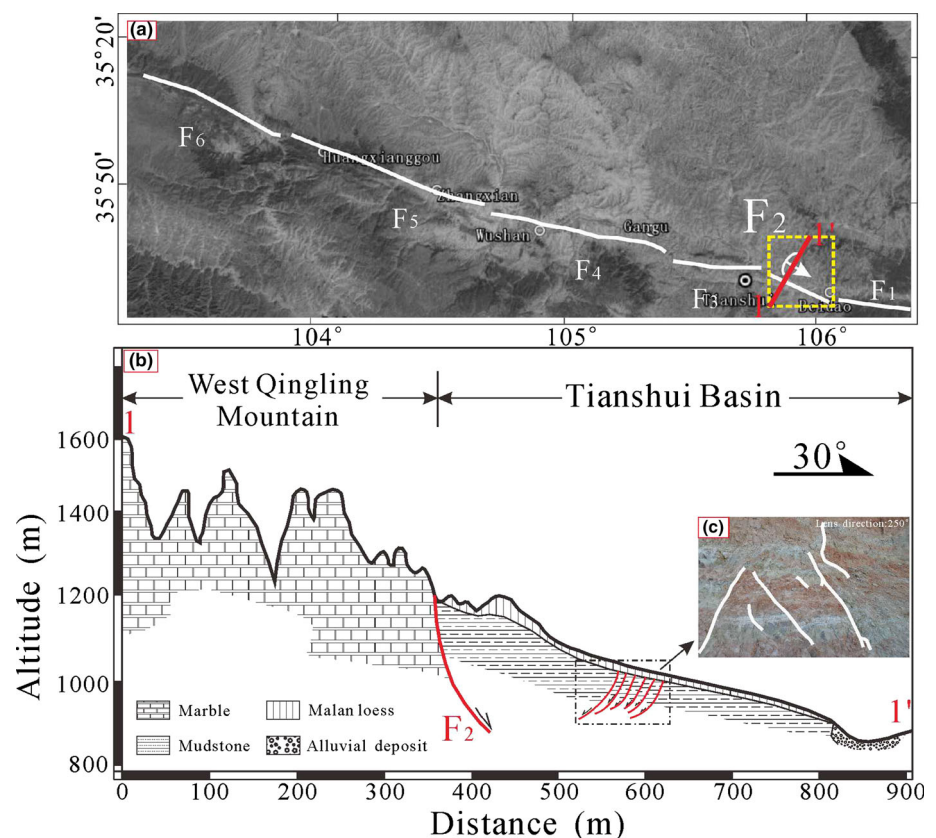 (a)
35°20'
35°50'
F6
Huangxianggou
F5
Zhangxian
Wushan
F4
Gangu
F2
1'
F3
Tianshui
1
Beidao
F1
104°
105°
106°
(b)
West Qingling
Mountain
Tianshui Basin
1
30°
(c)
Lens direction:250°
1600
1400
1200
1000
800
Altitude (m)
Marble
Malan loess
Mudstone
Alluvial deposit
F2
1'
0
100
200
300
400
500
600
700
800
900
Distance (m)